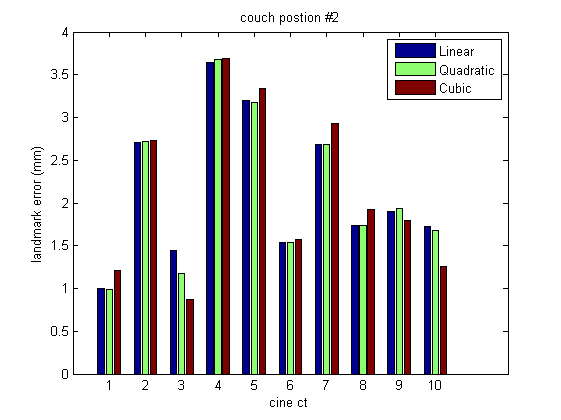 couch postion #2
Linear
Quadratic
Cubic
4
3.5
3
2.5
2
1.5
1
0.5
0
landmark error (mm)
1 2 3 4 5 6 7 8 9 10
cine ct